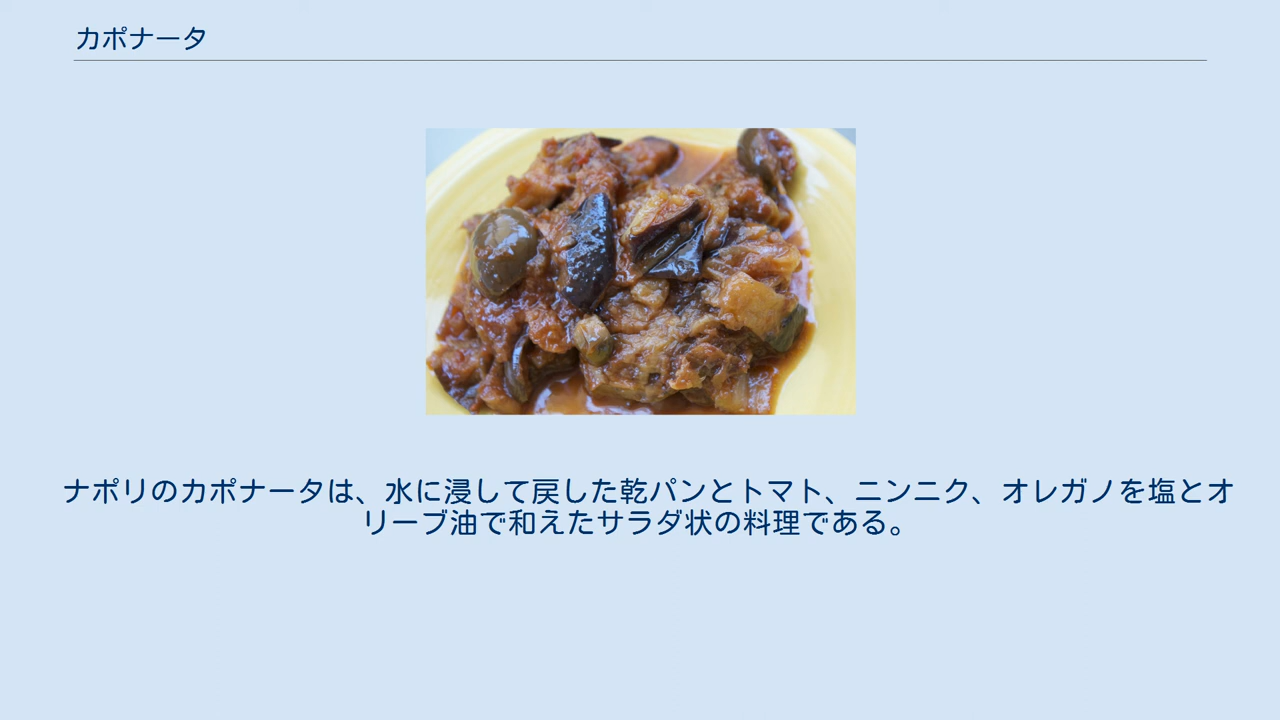 カポナータ
ナポリのカポナータは、水に浸して戻した乾パンとトマト、ニンニク、オレガノを塩とオ
リーブ油で和えたサラダ状の料理である。